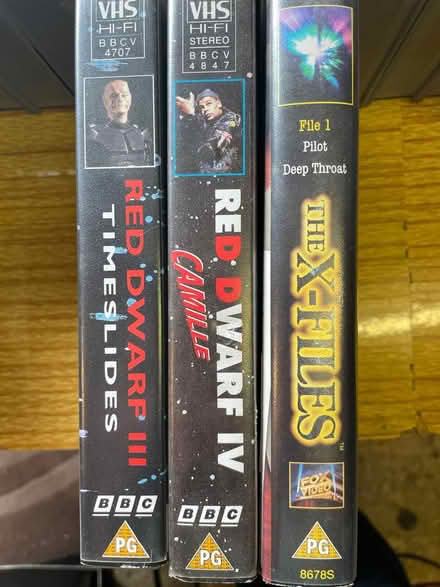 VHS
HI-FI
BBCV
4707
RED DWARF III
TIMESLIDES
BBC
PG
VHS
HI-FI
STEREO
BBCV
4847
RED DWARF IV
CAMILLE
BBC
PG
File 1
Pilot
Deep Throat
THE X-FILES
TM
FOX
VIDEO
PG
8678S